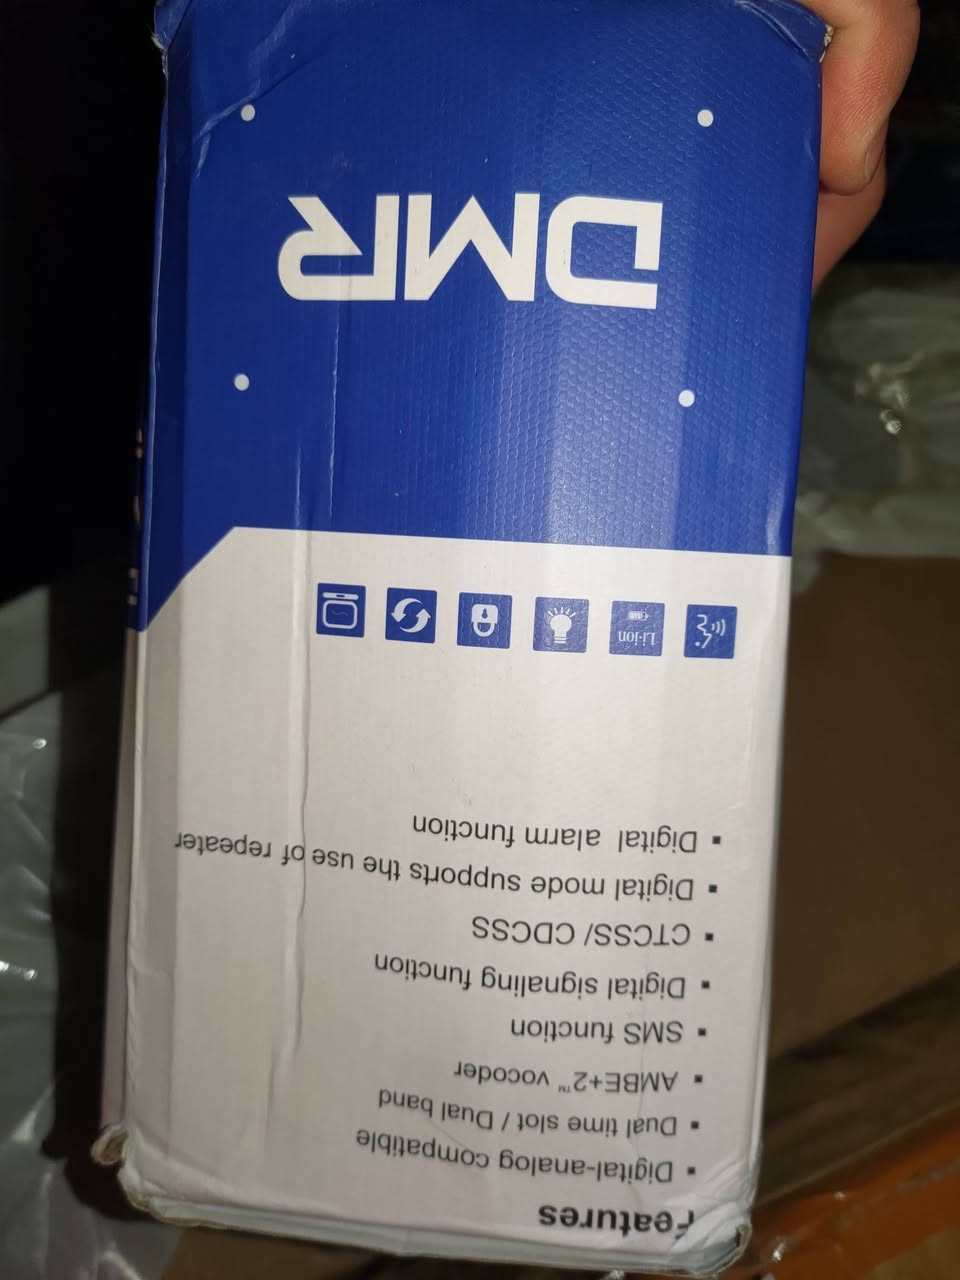 Features
▪ Digital-analog compatible
▪ Dual time slot / Dual band
▪ AMBE+2™ vocoder
▪ SMS function
▪ Digital signaling function
▪ CTCSS/ CDCSS
▪ Digital mode supports the use of repeater
▪ Digital alarm function
Li-ion
DMR